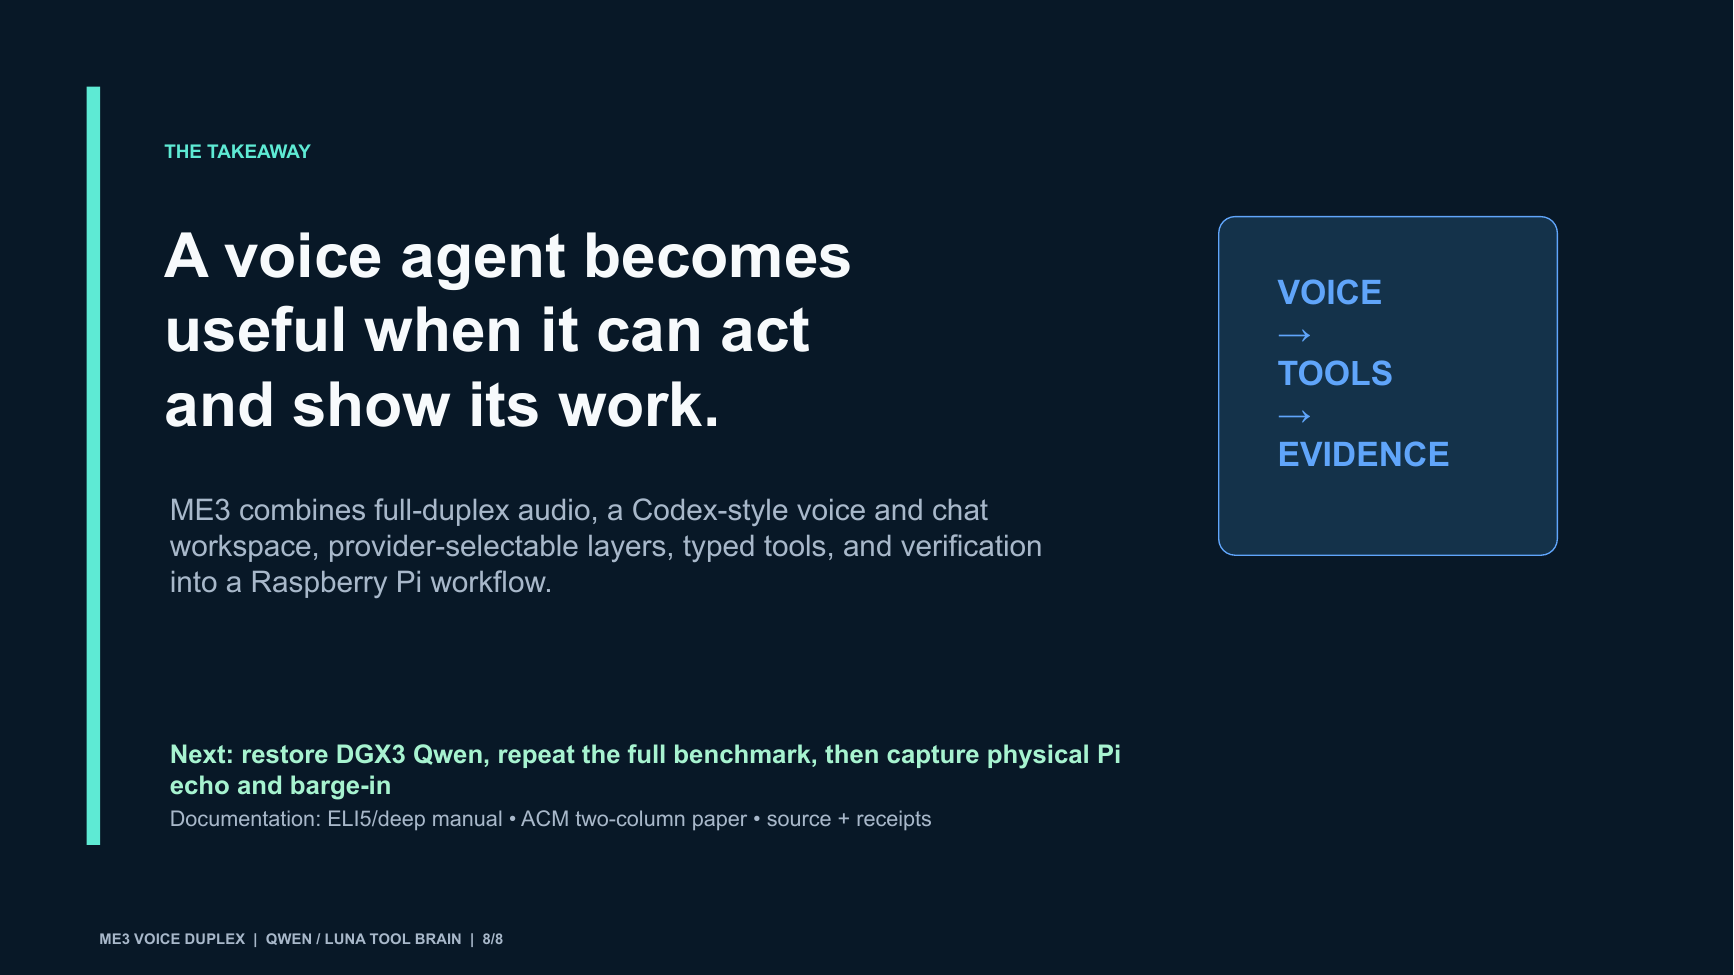 THE TAKEAWAY
A voice agent becomes
useful when it can act
and show its work.
ME3 combines full-duplex audio, a Codex-style voice and chat
workspace, provider-selectable layers, typed tools, and verification
into a Raspberry Pi workflow.
VOICE
→
TOOLS
→
EVIDENCE
Next: restore DGX3 Qwen, repeat the full benchmark, then capture physical Pi
echo and barge-in
Documentation: ELI5/deep manual • ACM two-column paper • source + receipts
ME3 VOICE DUPLEX | QWEN / LUNA TOOL BRAIN | 8/8